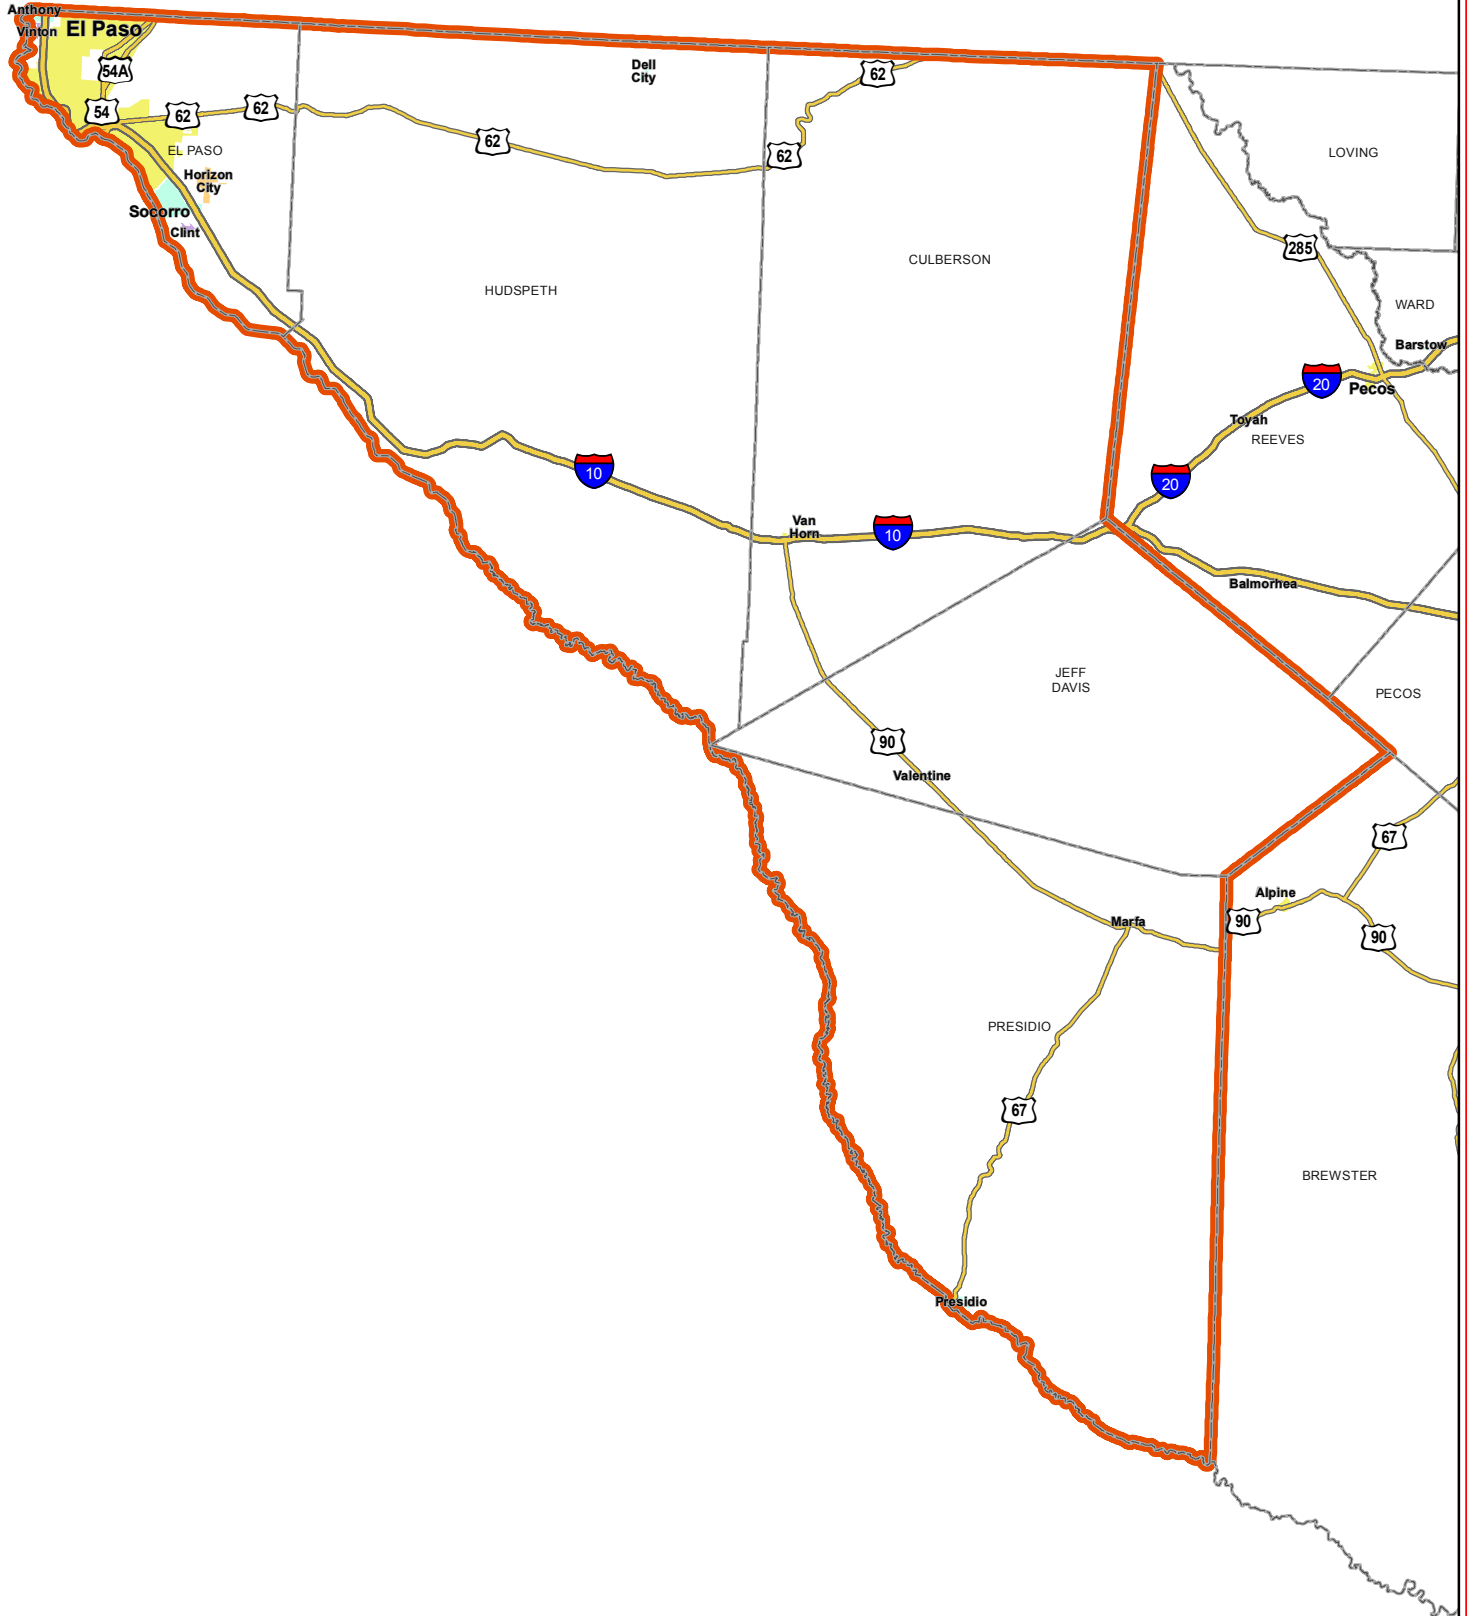 Anthony
Vinton
El Paso
54A
54
62
62
EL PASO
Horizon
City
Socorro
Clint
Dell
City
62
62
62
HUDSPETH
CULBERSON
LOVING
285
WARD
Barstow
20
Pecos
Toyah
REEVES
20
10
Van
Horn
10
Balmorhea
JEFF
DAVIS
PECOS
90
Valentine
67
Alpine
90
90
Marfa
PRESIDIO
67
BREWSTER
Presidio